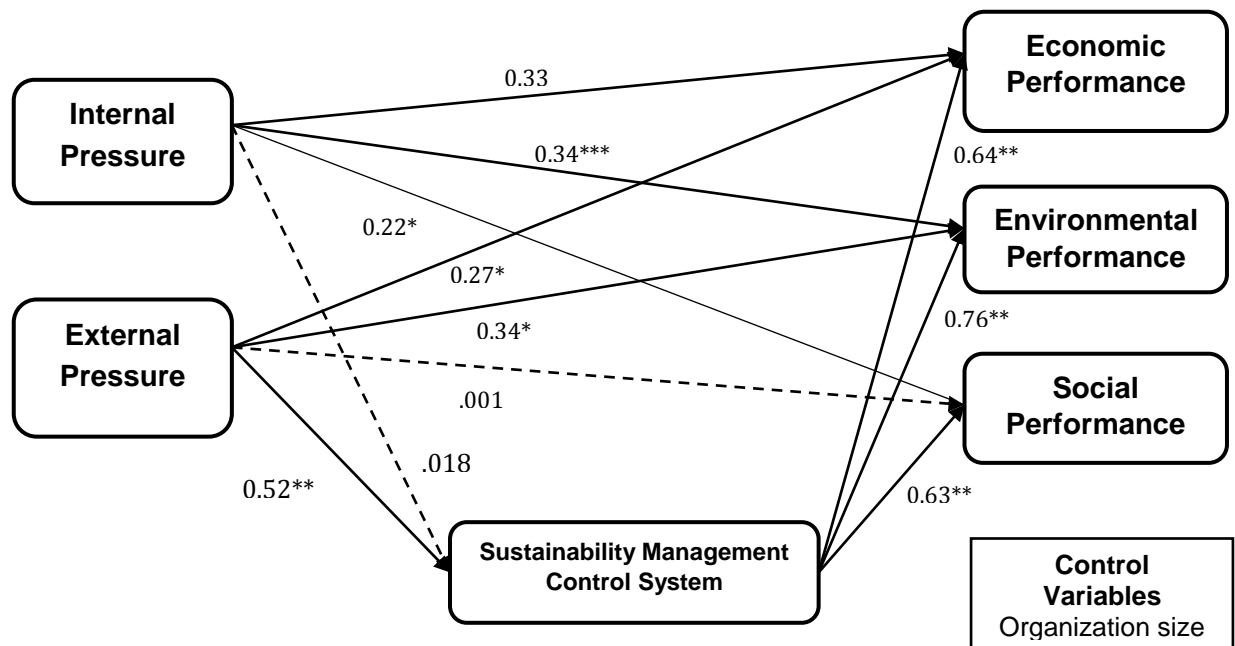 Economic
Performance
0.33
Internal
Pressure
0.34***
0.64**
Environmental
Performance
0.22*
0.27*
External
Pressure
0.34*
0.76**
.001
Social
Performance
.018
0.52**
0.63**
Sustainability Management
Control System
Control
Variables
Organization size